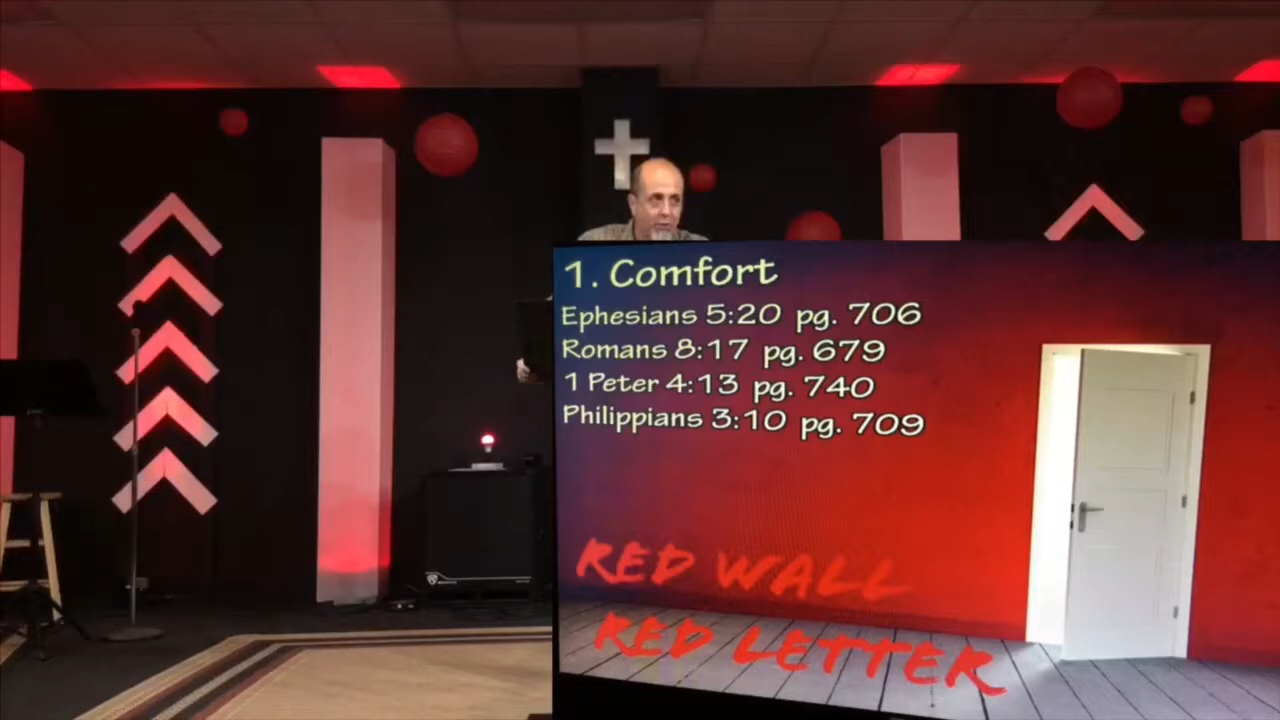 1. Comfort
Ephesians 5:20 pg. 706
Romans 8:17 pg. 679
1 Peter 4:13 pg. 740
Philippians 3:10 pg. 709
RED WALL
RED LETTER